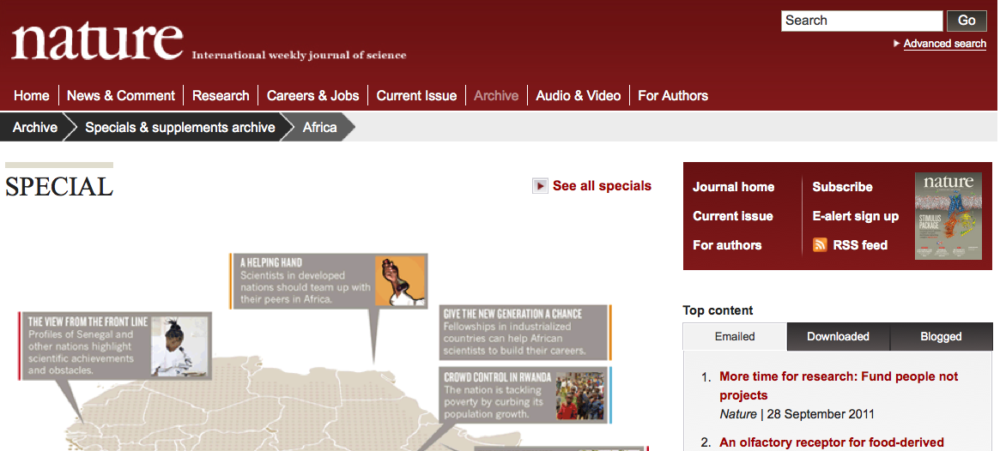 nature
International weekly journal of science
Search
Go
Advanced search
Home
News & Comment
Research
Careers & Jobs
Current Issue
Archive
Audio & Video
For Authors
Archive
Specials & supplements archive
Africa
SPECIAL
See all specials
A HELPING HAND
Scientists in developed
nations should team up with
their peers in Africa.
THE VIEW FROM THE FRONT LINE
Profiles of Senegal and
other nations highlight
scientific achievements
and obstacles.
GIVE THE NEW GENERATION A CHANCE
Fellowships in industrialized
countries can help African
scientists to build their careers.
CROWD CONTROL IN RWANDA
The nation is tackling
poverty by curbing its
population growth.
Journal home
Current issue
For authors
Subscribe
E-alert sign up
RSS feed
nature
STIMULUS
PACKAGE
Top content
Emailed
Downloaded
Blogged
1. More time for research: Fund people not
projects
Nature | 28 September 2011
2. An olfactory receptor for food-derived